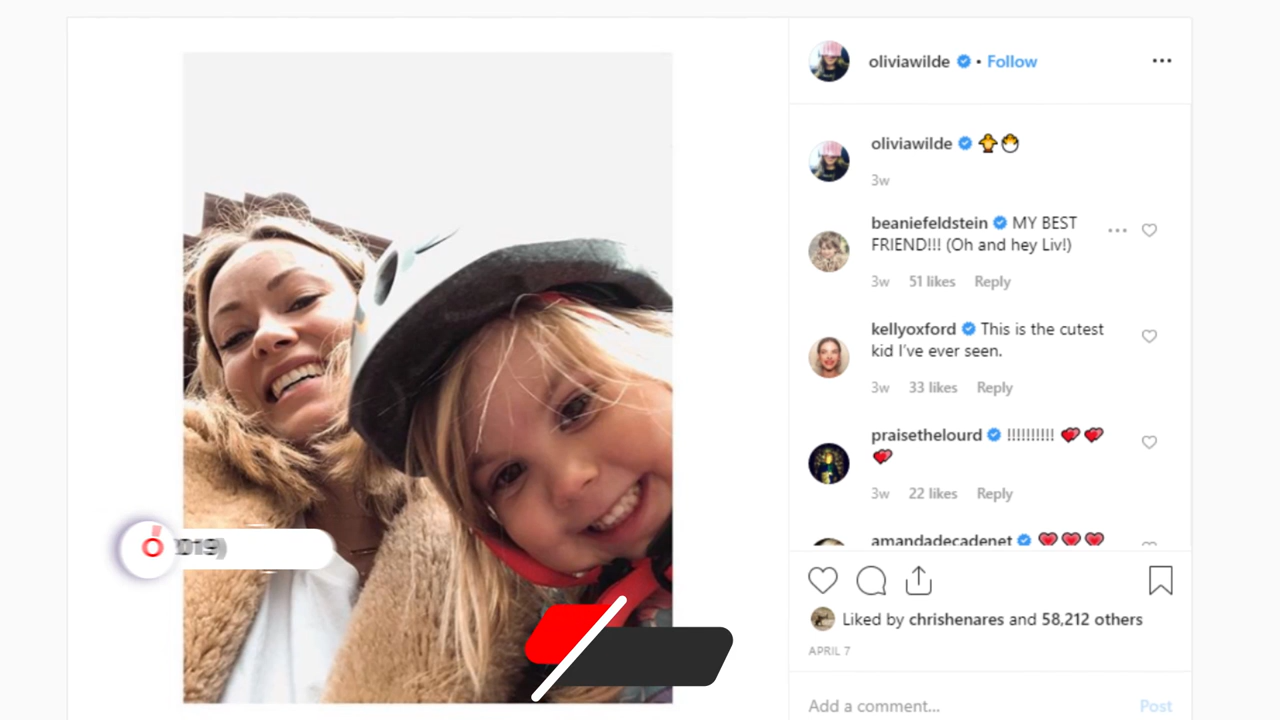 oliviawilde • Follow
oliviawilde
3w
beaniefeldstein MY BEST
FRIEND!!! (Oh and hey Liv!)
3w 51 likes Reply
kellyoxford This is the cutest
kid I've ever seen.
3w 33 likes Reply
praisethelourd !!!!!!!!!!
3w 22 likes Reply
amandadecadenet
2019)
Liked by chrishenares and 58,212 others
APRIL 7
Add a comment... Post